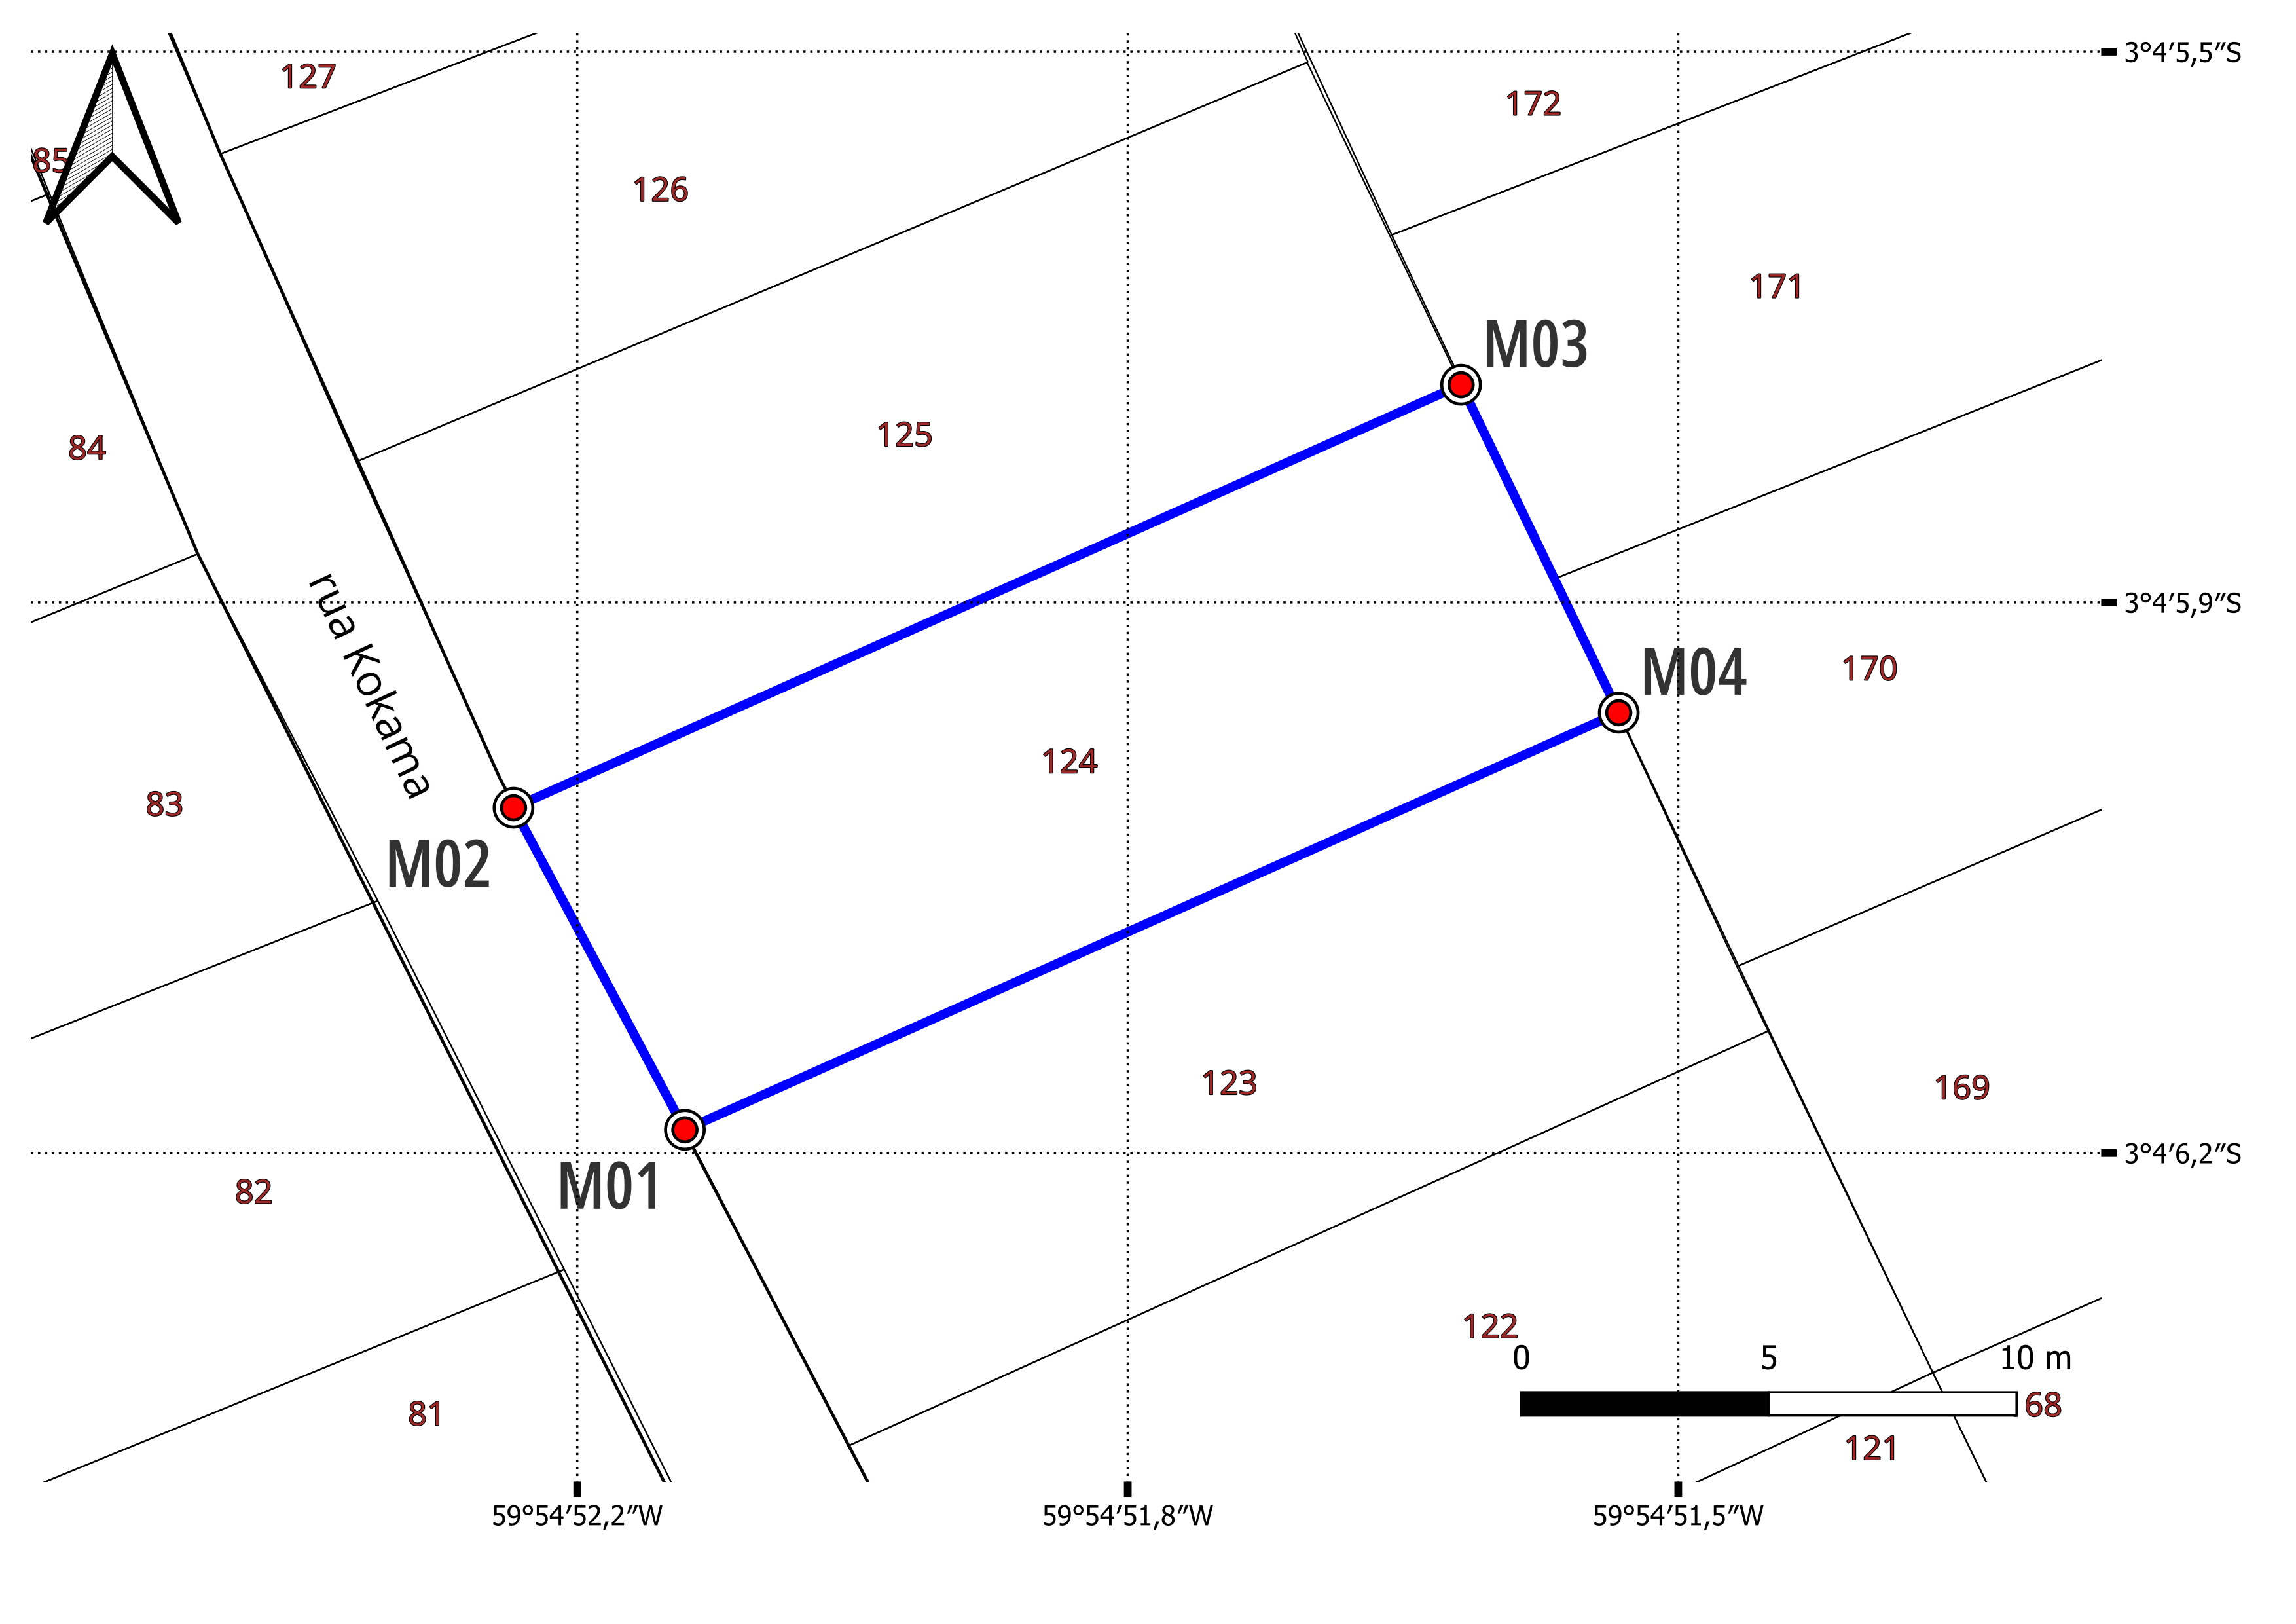 3°4′5,5″S
127
172
85
126
171
M03
125
84
rua Kokama
3°4′5,9″S
M04
170
124
83
M02
123
169
3°4′6,2″S
M01
82
122
0 5 10 m
81
68
121
59°54′52,2″W
59°54′51,8″W
59°54′51,5″W